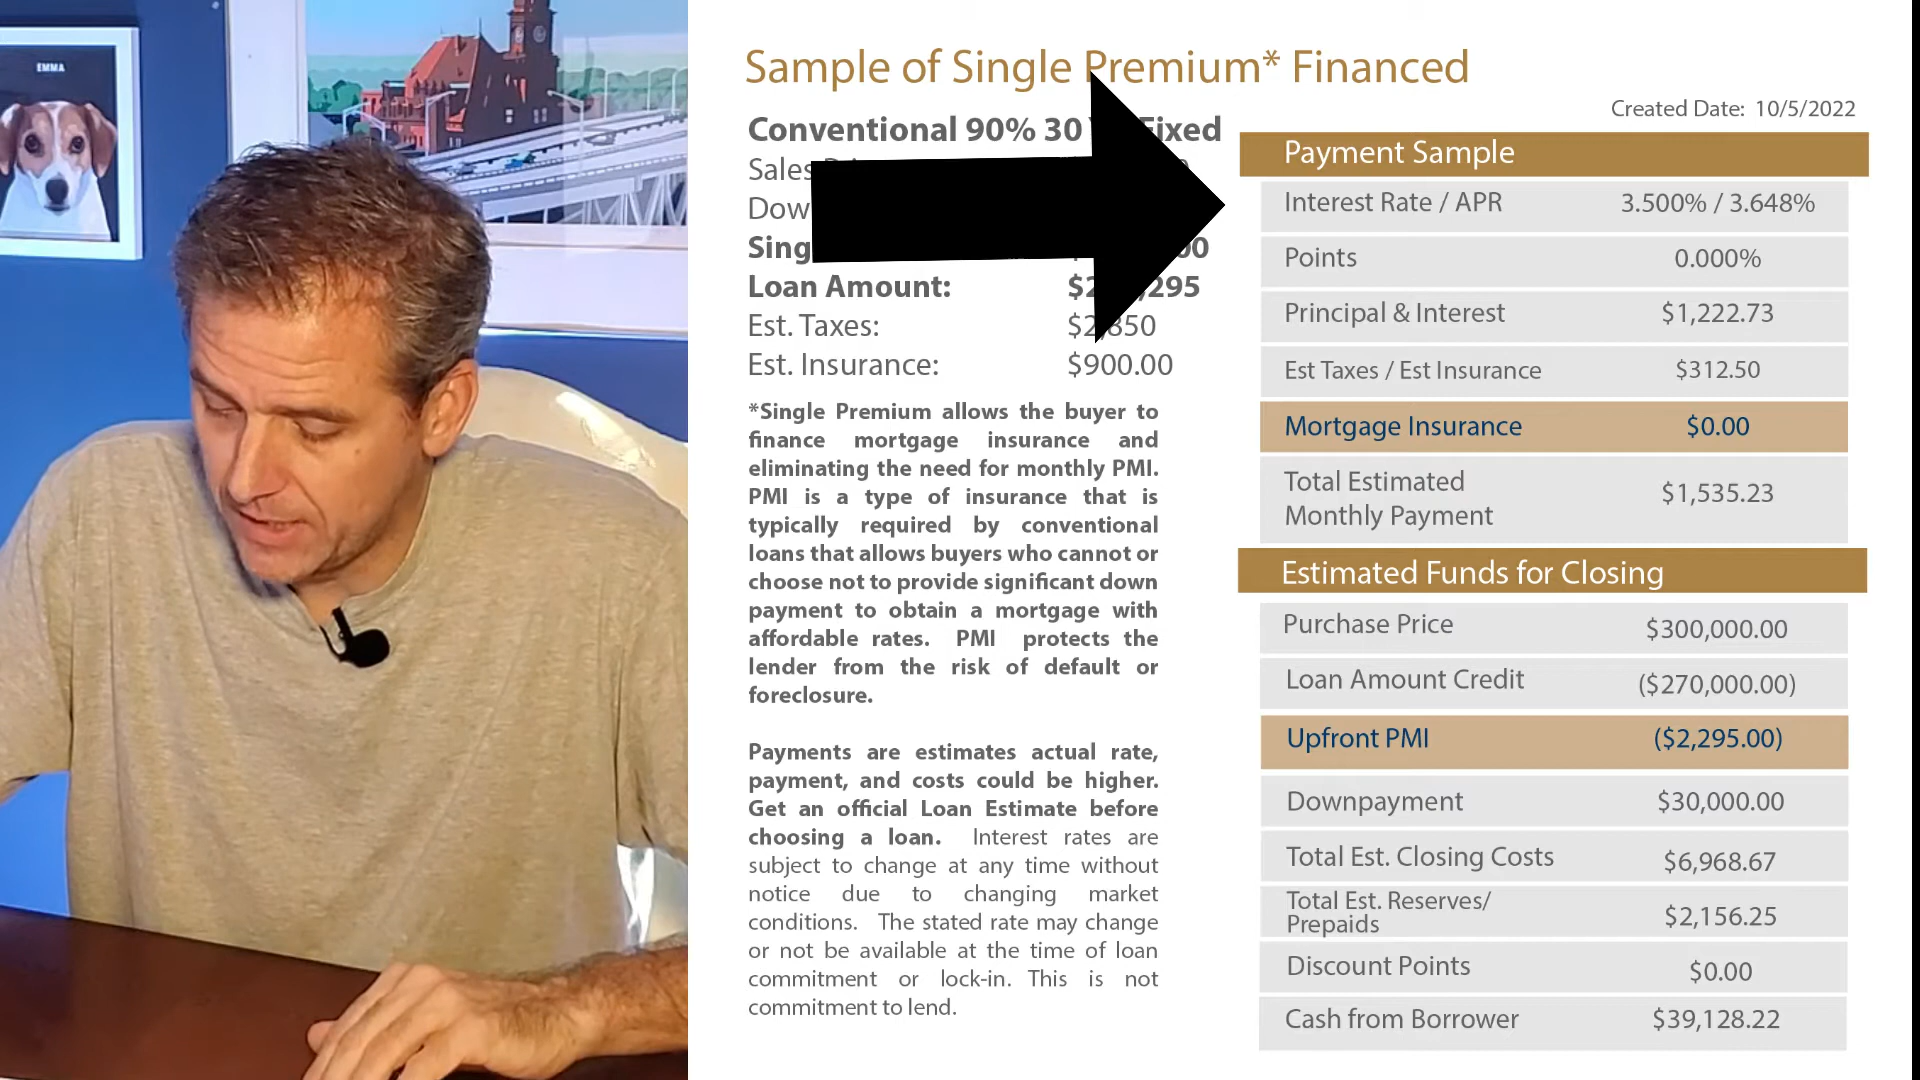 EMMA
Sample of Single Premium* Financed
Created Date: 10/5/2022
Conventional 90% 30 Fixed
Sales
Dow
Sing
Loan Amount:
Est. Taxes: $2,850
Est. Insurance: $900.00
*Single Premium allows the buyer to
finance mortgage insurance and
eliminating the need for monthly PMI.
PMI is a type of insurance that is
typically required by conventional
loans that allows buyers who cannot or
choose not to provide significant down
payment to obtain a mortgage with
affordable rates. PMI protects the
lender from the risk of default or
foreclosure.
Payments are estimates actual rate,
payment, and costs could be higher.
Get an official Loan Estimate before
choosing a loan. Interest rates are
subject to change at any time without
notice due to changing market
conditions. The stated rate may change
or not be available at the time of loan
commitment or lock-in. This is not
commitment to lend.
Payment Sample
Interest Rate / APR 3.500% / 3.648%
Points 0.000%
Principal & Interest $1,222.73
Est Taxes / Est Insurance $312.50
Mortgage Insurance $0.00
Total Estimated
Monthly Payment $1,535.23
Estimated Funds for Closing
Purchase Price $300,000.00
Loan Amount Credit ($270,000.00)
Upfront PMI ($2,295.00)
Downpayment $30,000.00
Total Est. Closing Costs $6,968.67
Total Est. Reserves/
Prepaids $2,156.25
Discount Points $0.00
Cash from Borrower $39,128.22